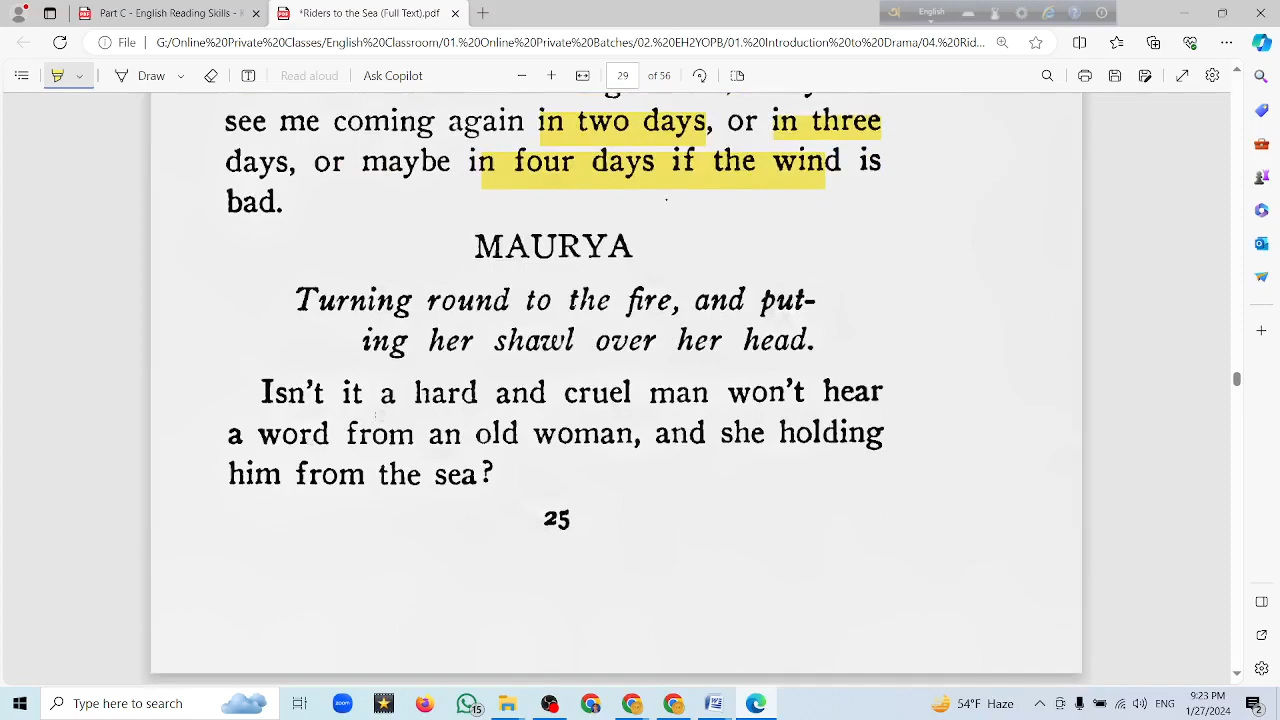 Part C - English Reading Skills - K
*Riders to the Sea (Full Text).pdf
English
File
G:/Online%20Private%20Classes/English%20Classroom/01.%20Online%20Private%20Batches/02.%20EH2YOPB/01.%20Introduction%20to%20Drama/04.%20Rid...
Draw
Read aloud
Ask Copilot
29
of 56
see me coming again in two days, or in three
days, or maybe in four days if the wind is
bad.
MAURYA
Turning round to the fire, and put-
ing her shawl over her head.
Isn't it a hard and cruel man won't hear
a word from an old woman, and she holding
him from the sea?
25
Type here to search
zoom
15
54°F Haze
ENG
9:23 PM
1/27/2024
2